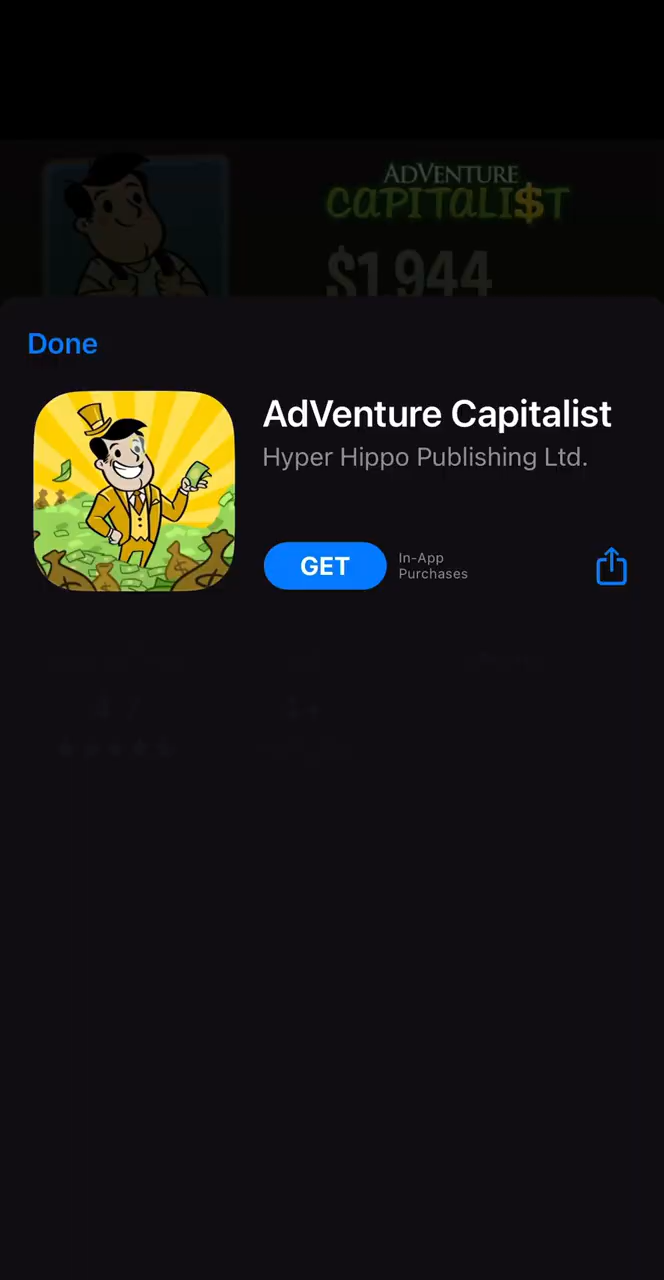 ADVENTURE
CAPITALI$T
$1 944
Done
AdVenture Capitalist
Hyper Hippo Publishing Ltd.
GET
In-App
Purchases